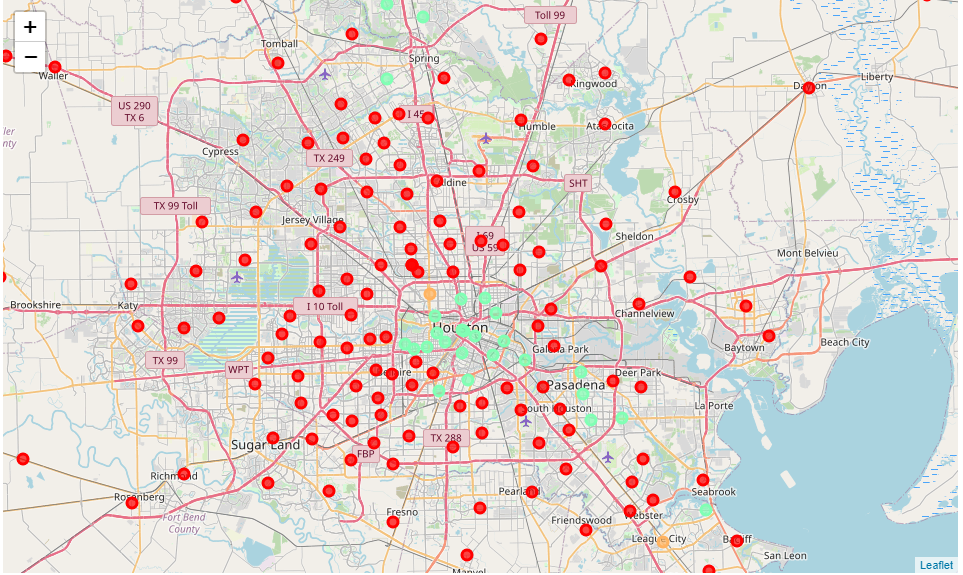 +
−
Toll 99
Tomball
Spring
Waller
Kingwood
Liberty
Dayton
US 290
TX 6
I 45
Humble
Atascocita
Cypress
TX 249
Aldine
SHT
TX 99 Toll
Crosby
Jersey Village
I 69
US 59
Sheldon
Mont Belvieu
Brookshire
Katy
I 10 Toll
Channelview
Houston
Beach City
Galena Park
Baytown
TX 99
WPT
Bellaire
Deer Park
Pasadena
La Porte
South Houston
Sugar Land
TX 288
FBP
Richmond
Pearland
Seabrook
Rosenberg
Fort Bend
County
Fresno
Friendswood
Webster
League City
Bacliff
San Leon
Manvel
Leaflet